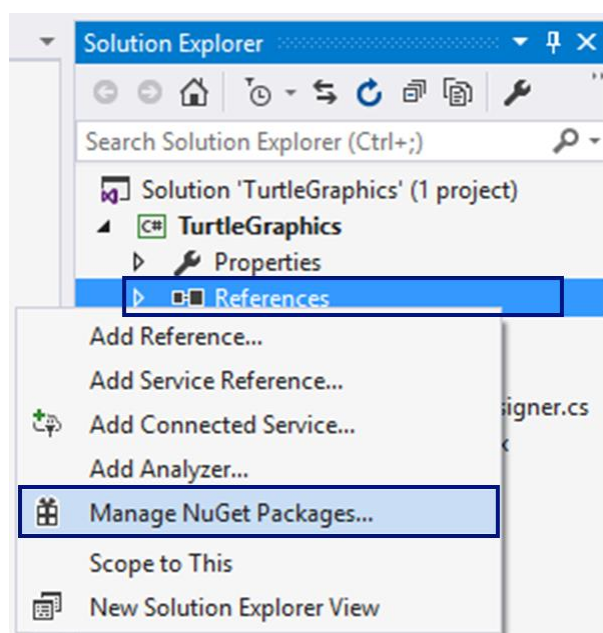 Solution Explorer
Search Solution Explorer (Ctrl+;)
Solution 'TurtleGraphics' (1 project)
C# TurtleGraphics
Properties
References
Add Reference...
Add Service Reference...
Add Connected Service...
signer.cs
Add Analyzer...
Manage NuGet Packages...
Scope to This
New Solution Explorer View